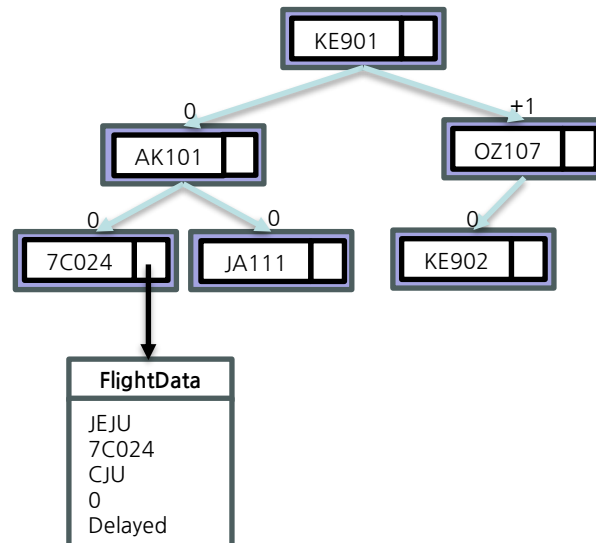 KE901
0
+1
AK101
OZ107
0
0
0
7C024
JA111
KE902
FlightData
JEJU
7C024
CJU
0
Delayed